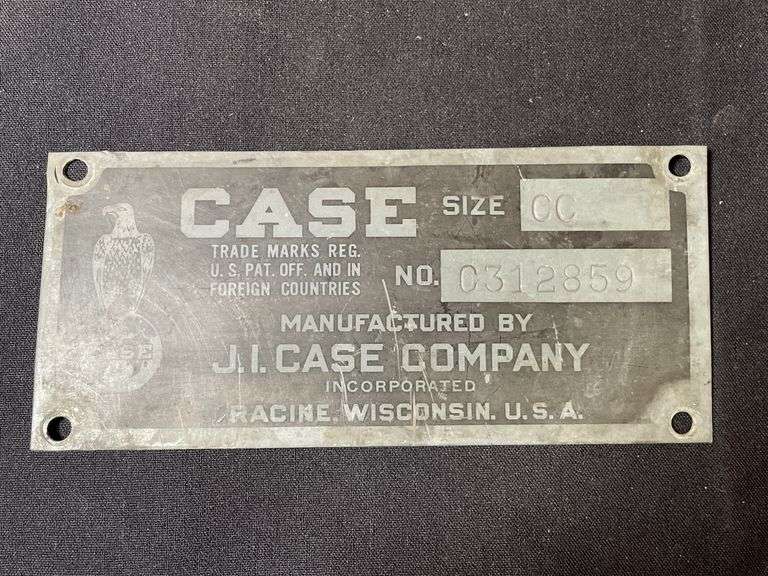 CASE SIZE CC
TRADE MARKS REG.
U.S. PAT. OFF. AND IN
FOREIGN COUNTRIES
NO. C312859
MANUFACTURED BY
CASE
J.I. CASE COMPANY
INCORPORATED
RACINE, WISCONSIN, U.S.A.